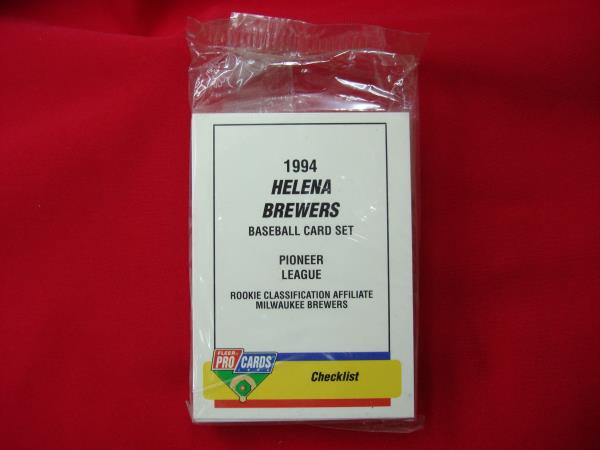 1994
HELENA
BREWERS
BASEBALL CARD SET
PIONEER
LEAGUE
ROOKIE CLASSIFICATION AFFILIATE
MILWAUKEE BREWERS
FLEER
PRO CARDS
Checklist